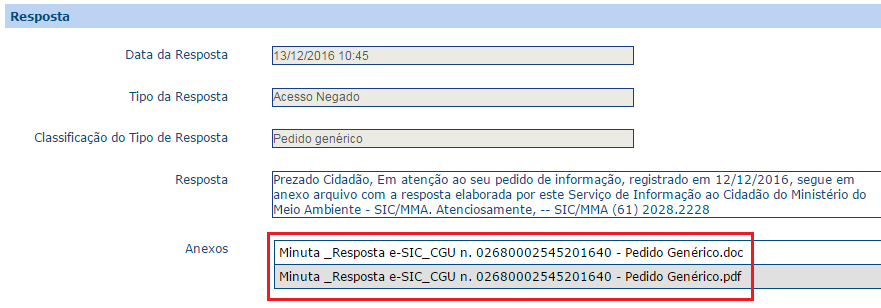 Resposta
Data da Resposta 13/12/2016 10:45
Tipo da Resposta Acesso Negado
Classificação do Tipo de Resposta Pedido genérico
Resposta Prezado Cidadão, Em atenção ao seu pedido de informação, registrado em 12/12/2016, segue em
anexo arquivo com a resposta elaborada por este Serviço de Informação ao Cidadão do Ministério do
Meio Ambiente - SIC/MMA. Atenciosamente, -- SIC/MMA (61) 2028.2228
Anexos
Minuta _Resposta e-SIC_CGU n. 02680002545201640 - Pedido Genérico.doc
Minuta _Resposta e-SIC_CGU n. 02680002545201640 - Pedido Genérico.pdf